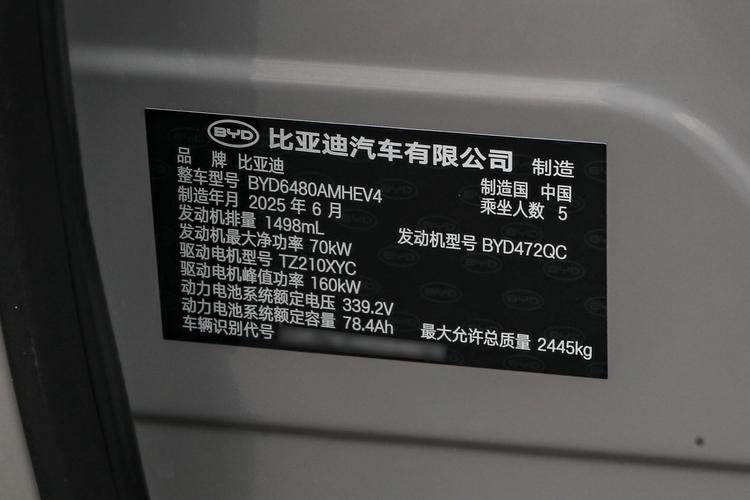 BYD 比亚迪汽车有限公司 制造
品 牌 比亚迪
整车型号 BYD6480AMHEV4 制造国 中国
制造年月 2025 年 6 月 乘坐人数 5
发动机排量 1498mL
发动机最大净功率 70kW 发动机型号 BYD472QC
驱动电机型号 TZ210XYC
驱动电机峰值功率 160kW
动力电池系统额定电压 339.2V
动力电池系统额定容量 78.4Ah
车辆识别代号 最大允许总质量 2445kg